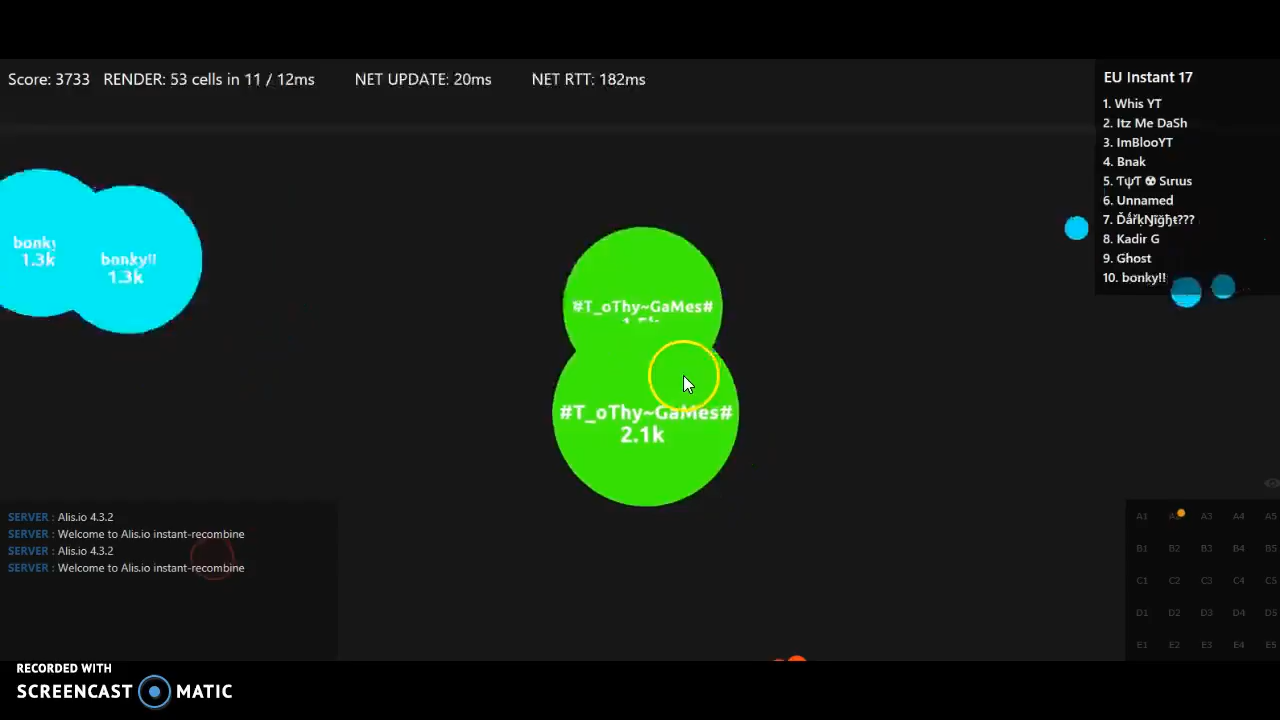 Score: 3733 RENDER: 53 cells in 11 / 12ms NET UPDATE: 20ms NET RTT: 182ms
EU Instant 17
1. Whis YT
2. Itz Me DaSh
3. ImBlooYT
4. Bnak
5. ƬψƬ ☢ Sιrιus
6. Unnamed
7. ???
8. Kadir G
9. Ghost
10. bonky!!
bonky
1.3k
bonky!!
1.3k
#T_oThy~GaMes#
#T_oThy~GaMes#
2.1k
SERVER : Alis.io 4.3.2
SERVER : Welcome to Alis.io instant-recombine
SERVER : Alis.io 4.3.2
SERVER : Welcome to Alis.io instant-recombine
A1 A3 A4 A5
B1 B2 B3 B4 B5
C1 C2 C3 C4 C5
D1 D2 D3 D4 D5
E1 E2 E3 E4 E5
RECORDED WITH
SCREENCAST MATIC